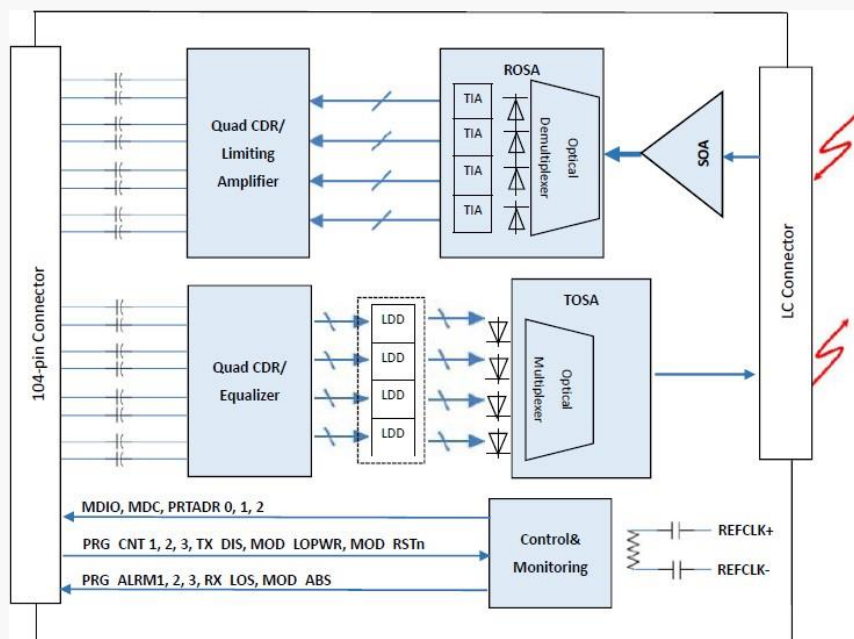 104-pin Connector
Quad CDR/
Limiting
Amplifier
ROSA
TIA
TIA
TIA
TIA
Optical
Demultiplexer
SOA
LC Connector
Quad CDR/
Equalizer
LDD
LDD
LDD
LDD
TOSA
Optical
Multiplexer
MDIO, MDC, PRTADR 0, 1, 2
PRG CNT 1, 2, 3, TX DIS, MOD LOPWR, MOD RSTn
PRG ALRM1, 2, 3, RX LOS, MOD ABS
Control&
Monitoring
REFCLK+
REFCLK-